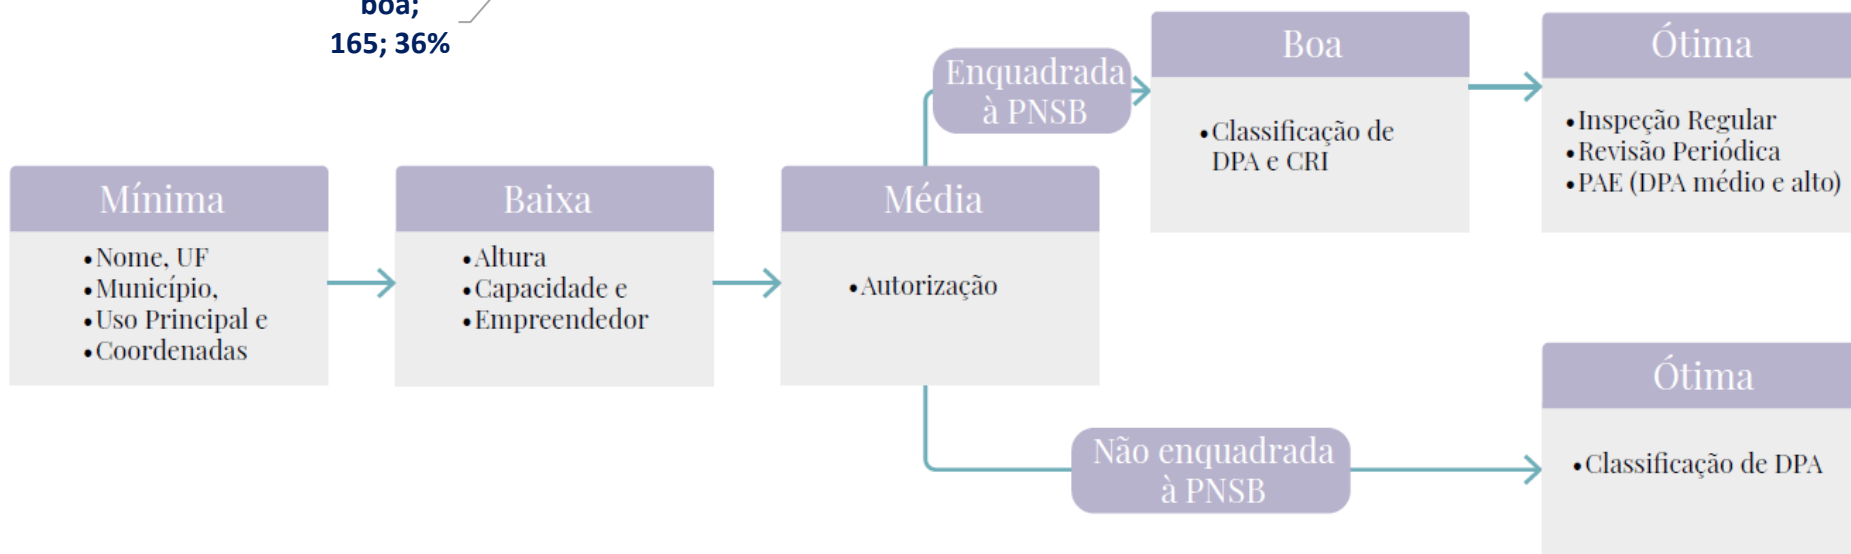 boa;
165; 36%
Mínima
•Nome, UF
•Município,
•Uso Principal e
•Coordenadas
Baixa
•Altura
•Capacidade e
•Empreendedor
Média
•Autorização
Enquadrada
à PNSB
Boa
•Classificação de
DPA e CRI
Ótima
•Inspeção Regular
•Revisão Periódica
•PAE (DPA médio e alto)
Não enquadrada
à PNSB
Ótima
•Classificação de DPA